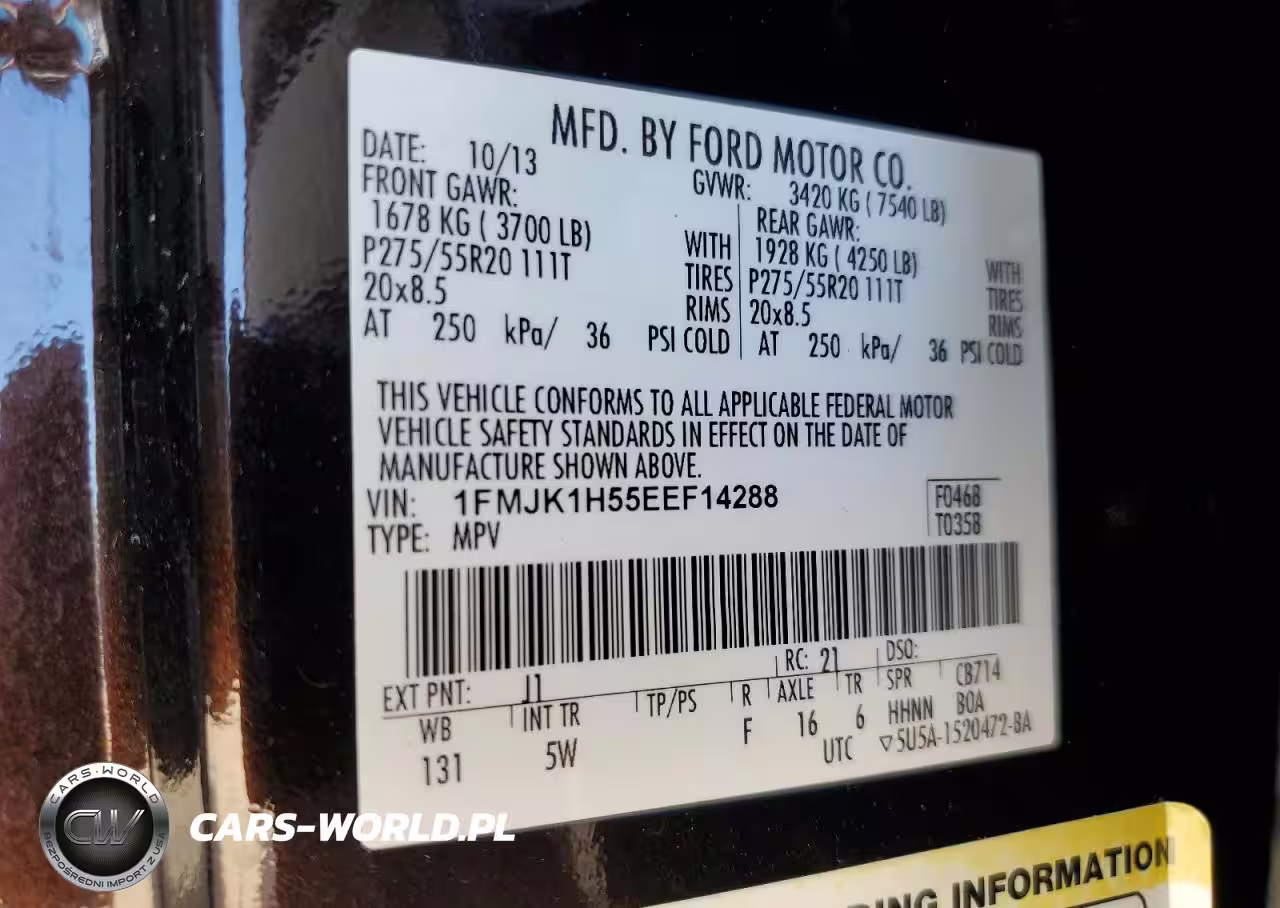 MFD. BY FORD MOTOR CO.
DATE: 10/13
GVWR: 3420 KG ( 7540 LB)
FRONT GAWR:
REAR GAWR:
1678 KG ( 3700 LB) WITH
1928 KG ( 4250 LB) WITH
P275/55R20 111T TIRES
P275/55R20 111T TIRES
20x8.5 RIMS
20x8.5 RIMS
AT 250 kPa/ 36 PSI COLD
AT 250 kPa/ 36 PSI COLD
THIS VEHICLE CONFORMS TO ALL APPLICABLE FEDERAL MOTOR
VEHICLE SAFETY STANDARDS IN EFFECT ON THE DATE OF
MANUFACTURE SHOWN ABOVE.
VIN: 1FMJK1H55EEF14288
F0468
TYPE: MPV
T0358
EXT PNT: J1 RC: 21 DSO:
WB INT TR TP/PS R AXLE TR SPR CB714
131 5W F 16 6 HHNN BOA
UTC ▽5U5A-1520472-BA
CARS-WORLD
CW
BEZPOŚREDNI IMPORT Z USA
CARS-WORLD.PL
INFORMATION